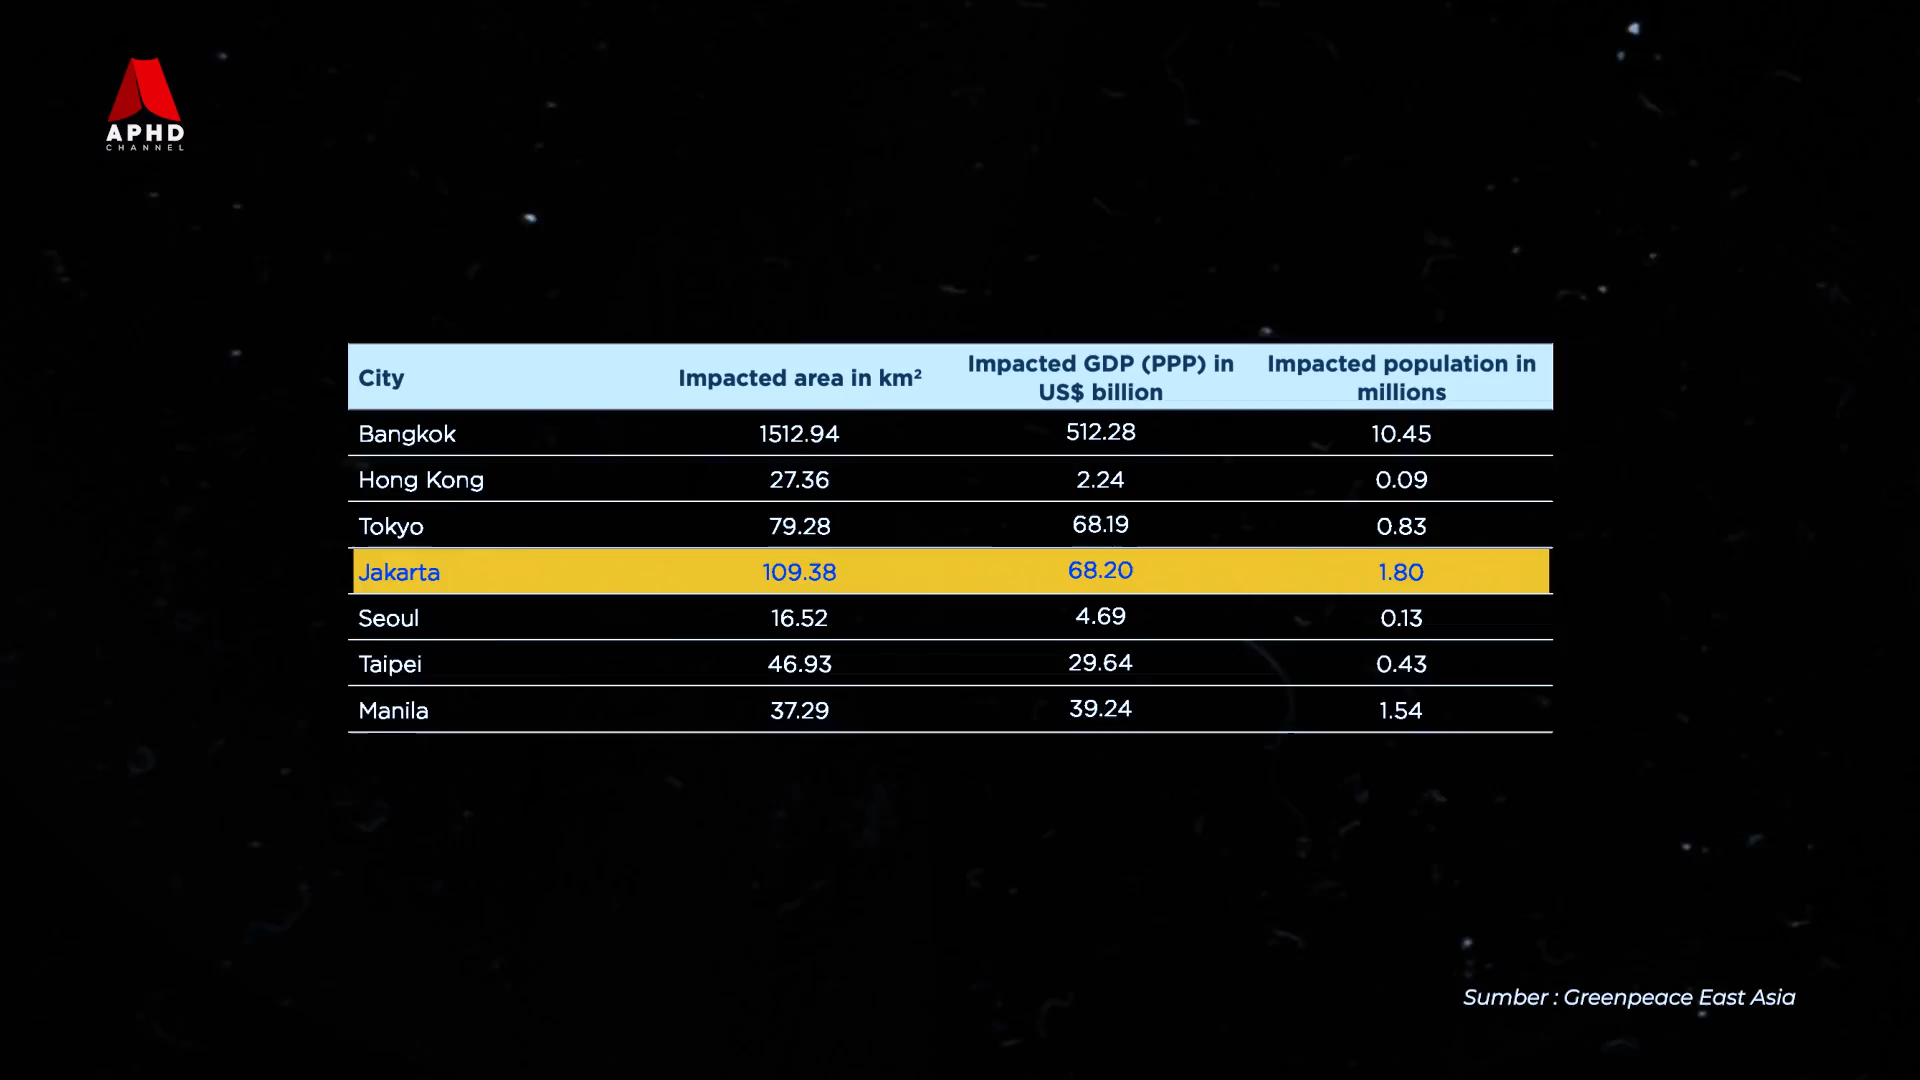 APHD
CHANNEL
City Impacted area in km² Impacted GDP (PPP) in US$ billion Impacted population in millions
Bangkok 1512.94 512.28 10.45
Hong Kong 27.36 2.24 0.09
Tokyo 79.28 68.19 0.83
Jakarta 109.38 68.20 1.80
Seoul 16.52 4.69 0.13
Taipei 46.93 29.64 0.43
Manila 37.29 39.24 1.54
Sumber : Greenpeace East Asia